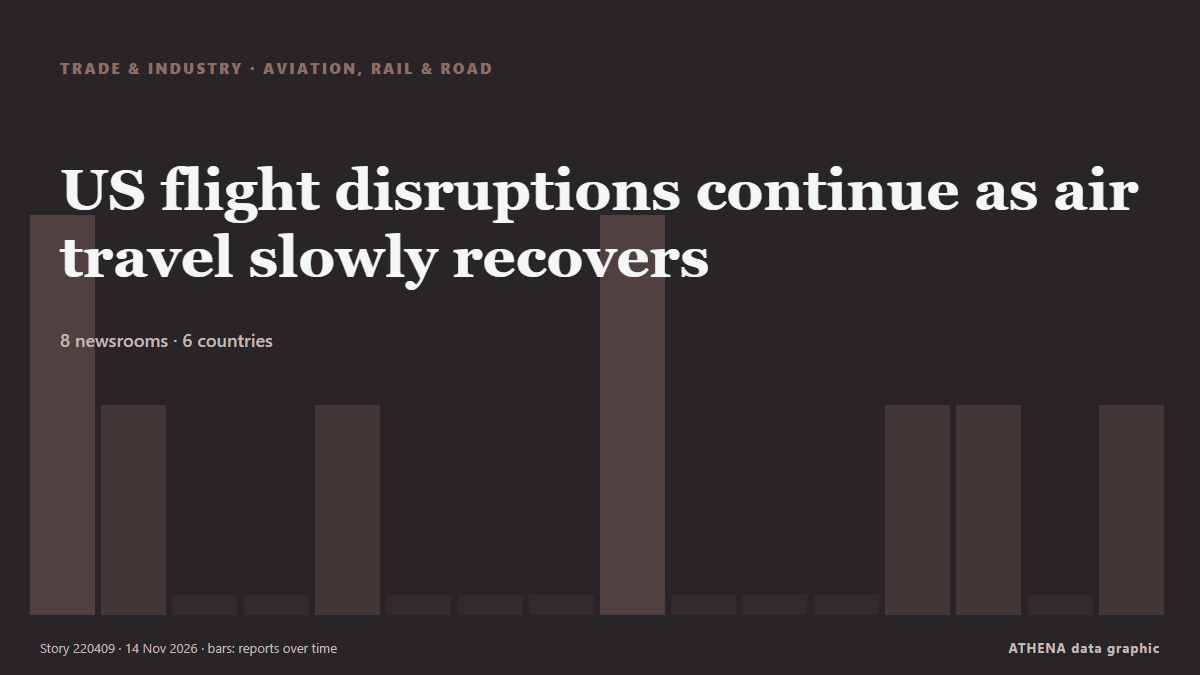 TRADE & INDUSTRY · AVIATION, RAIL & ROAD
US flight disruptions continue as air
travel slowly recovers
8 newsrooms · 6 countries
Story 220409 · 14 Nov 2026 · bars: reports over time
ATHENA data graphic